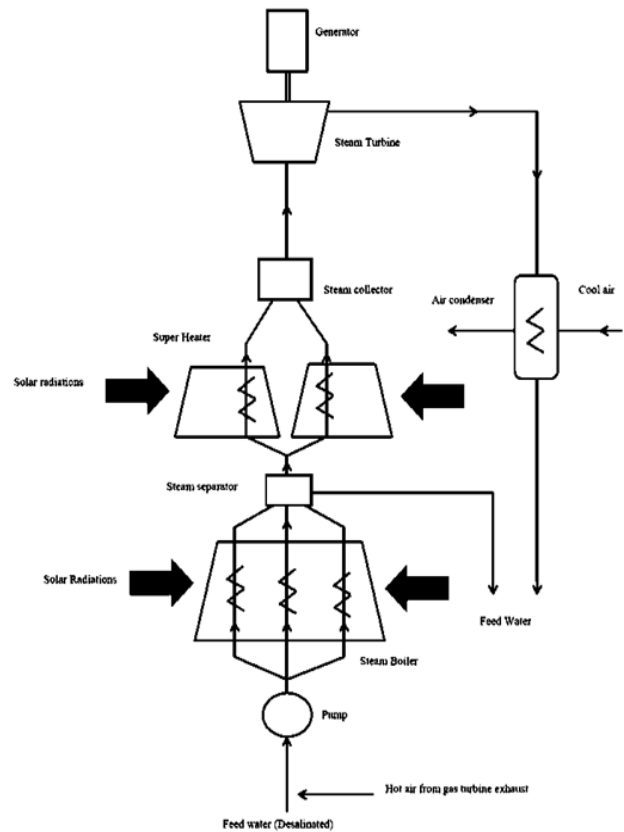 Generator
Steam Turbine
Steam collector
Air condenser
Cool air
Super Heater
Solar radiations
Steam separator
Solar Radiations
Feed Water
Steam Boiler
Pump
Hot air from gas turbine exhaust
Feed water (Desalinated)